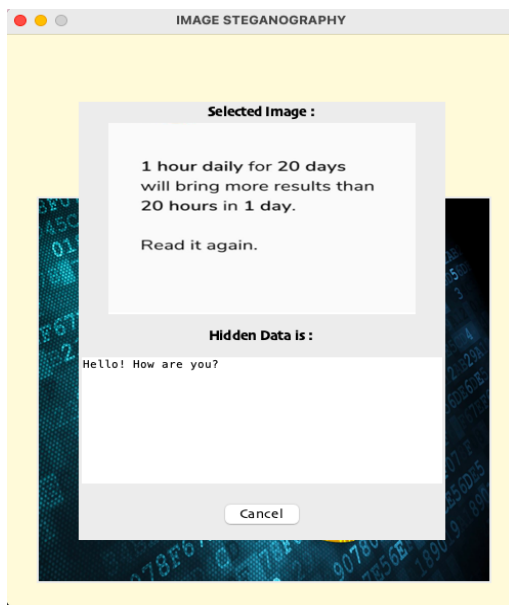 IMAGE STEGANOGRAPHY
Selected Image :
1 hour daily for 20 days
will bring more results than
20 hours in 1 day.
Read it again.
Hidden Data is :
Hello! How are you?
Cancel